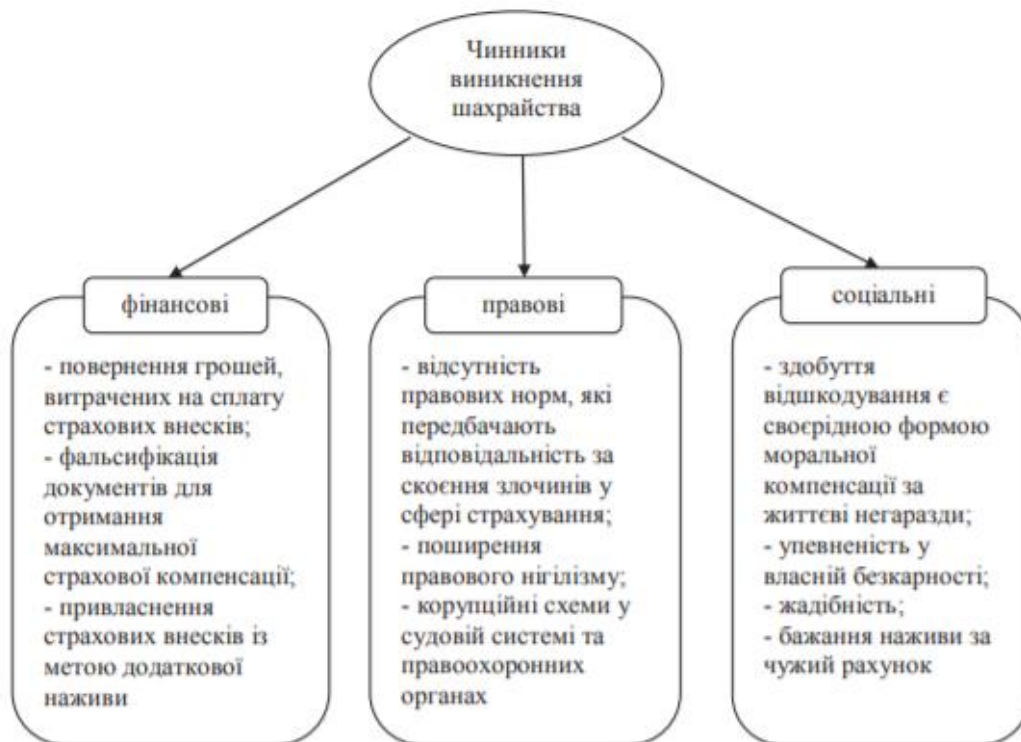 Чинники
виникнення
шахрайства
фінансові
- повернення грошей,
витрачених на сплату
страхових внесків;
- фальсифікація
документів для
отримання
максимальної
страхової компенсації;
- привласнення
страхових внесків із
метою додаткової
наживи
правові
- відсутність
правових норм, які
передбачають
відповідальність за
скоєння злочинів у
сфері страхування;
- поширення
правового нігілізму;
- корупційні схеми у
судовій системі та
правоохоронних
органах
соціальні
- здобуття
відшкодування є
своєрідною формою
моральної
компенсації за
життєві негаразди;
- упевненість у
власній безкарності;
- жадібність;
- бажання наживи за
чужий рахунок